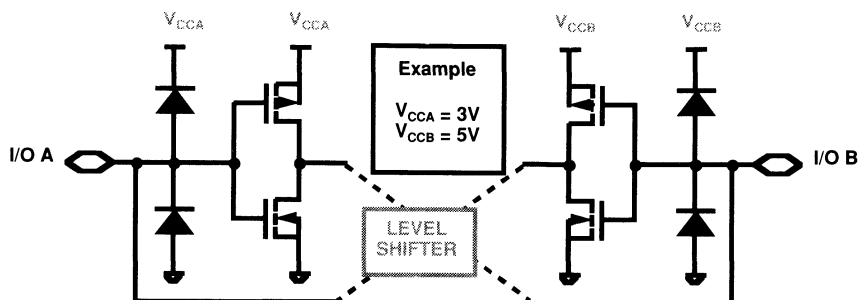 V_CCA V_CCA V_CCB V_CCB
Example
V_CCA = 3V
V_CCB = 5V
I/O A
I/O B
LEVEL
SHIFTER